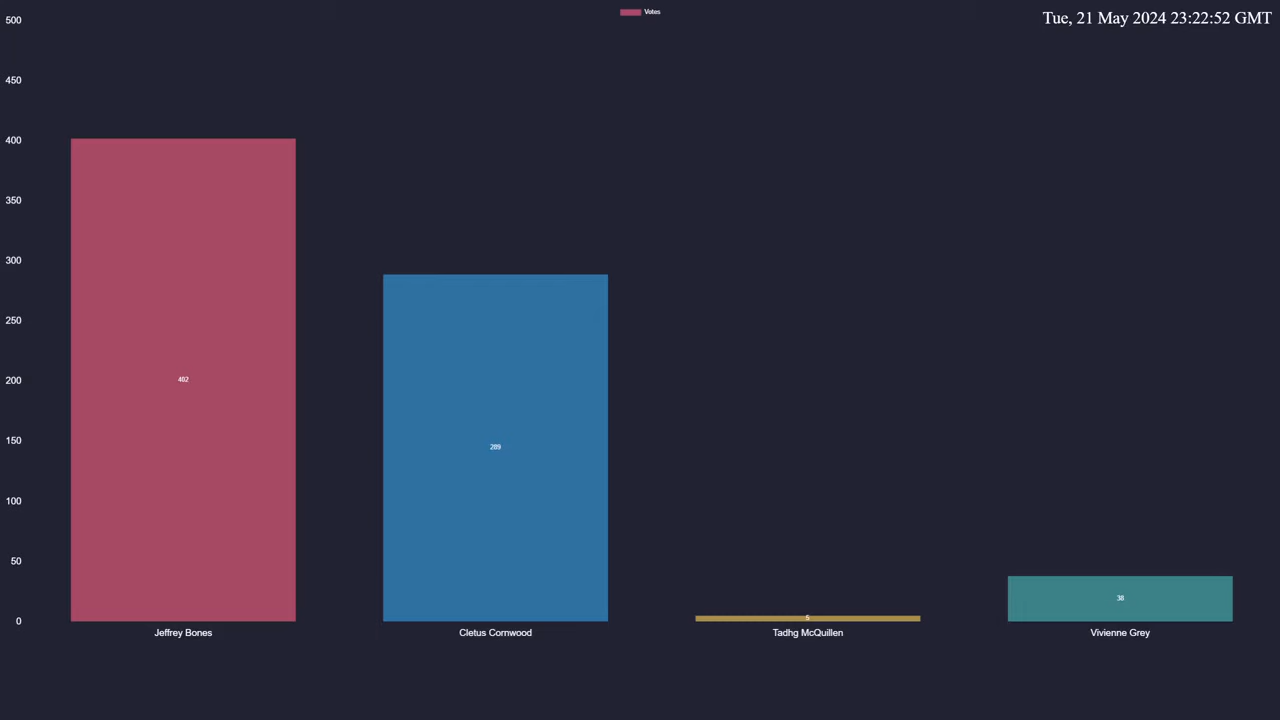 Votes
Tue, 21 May 2024 23:22:52 GMT
500
450
400
350
300
250
200
150
100
50
0
402
289
5
38
Jeffrey Bones
Cletus Cornwood
Tadhg McQuillen
Vivienne Grey